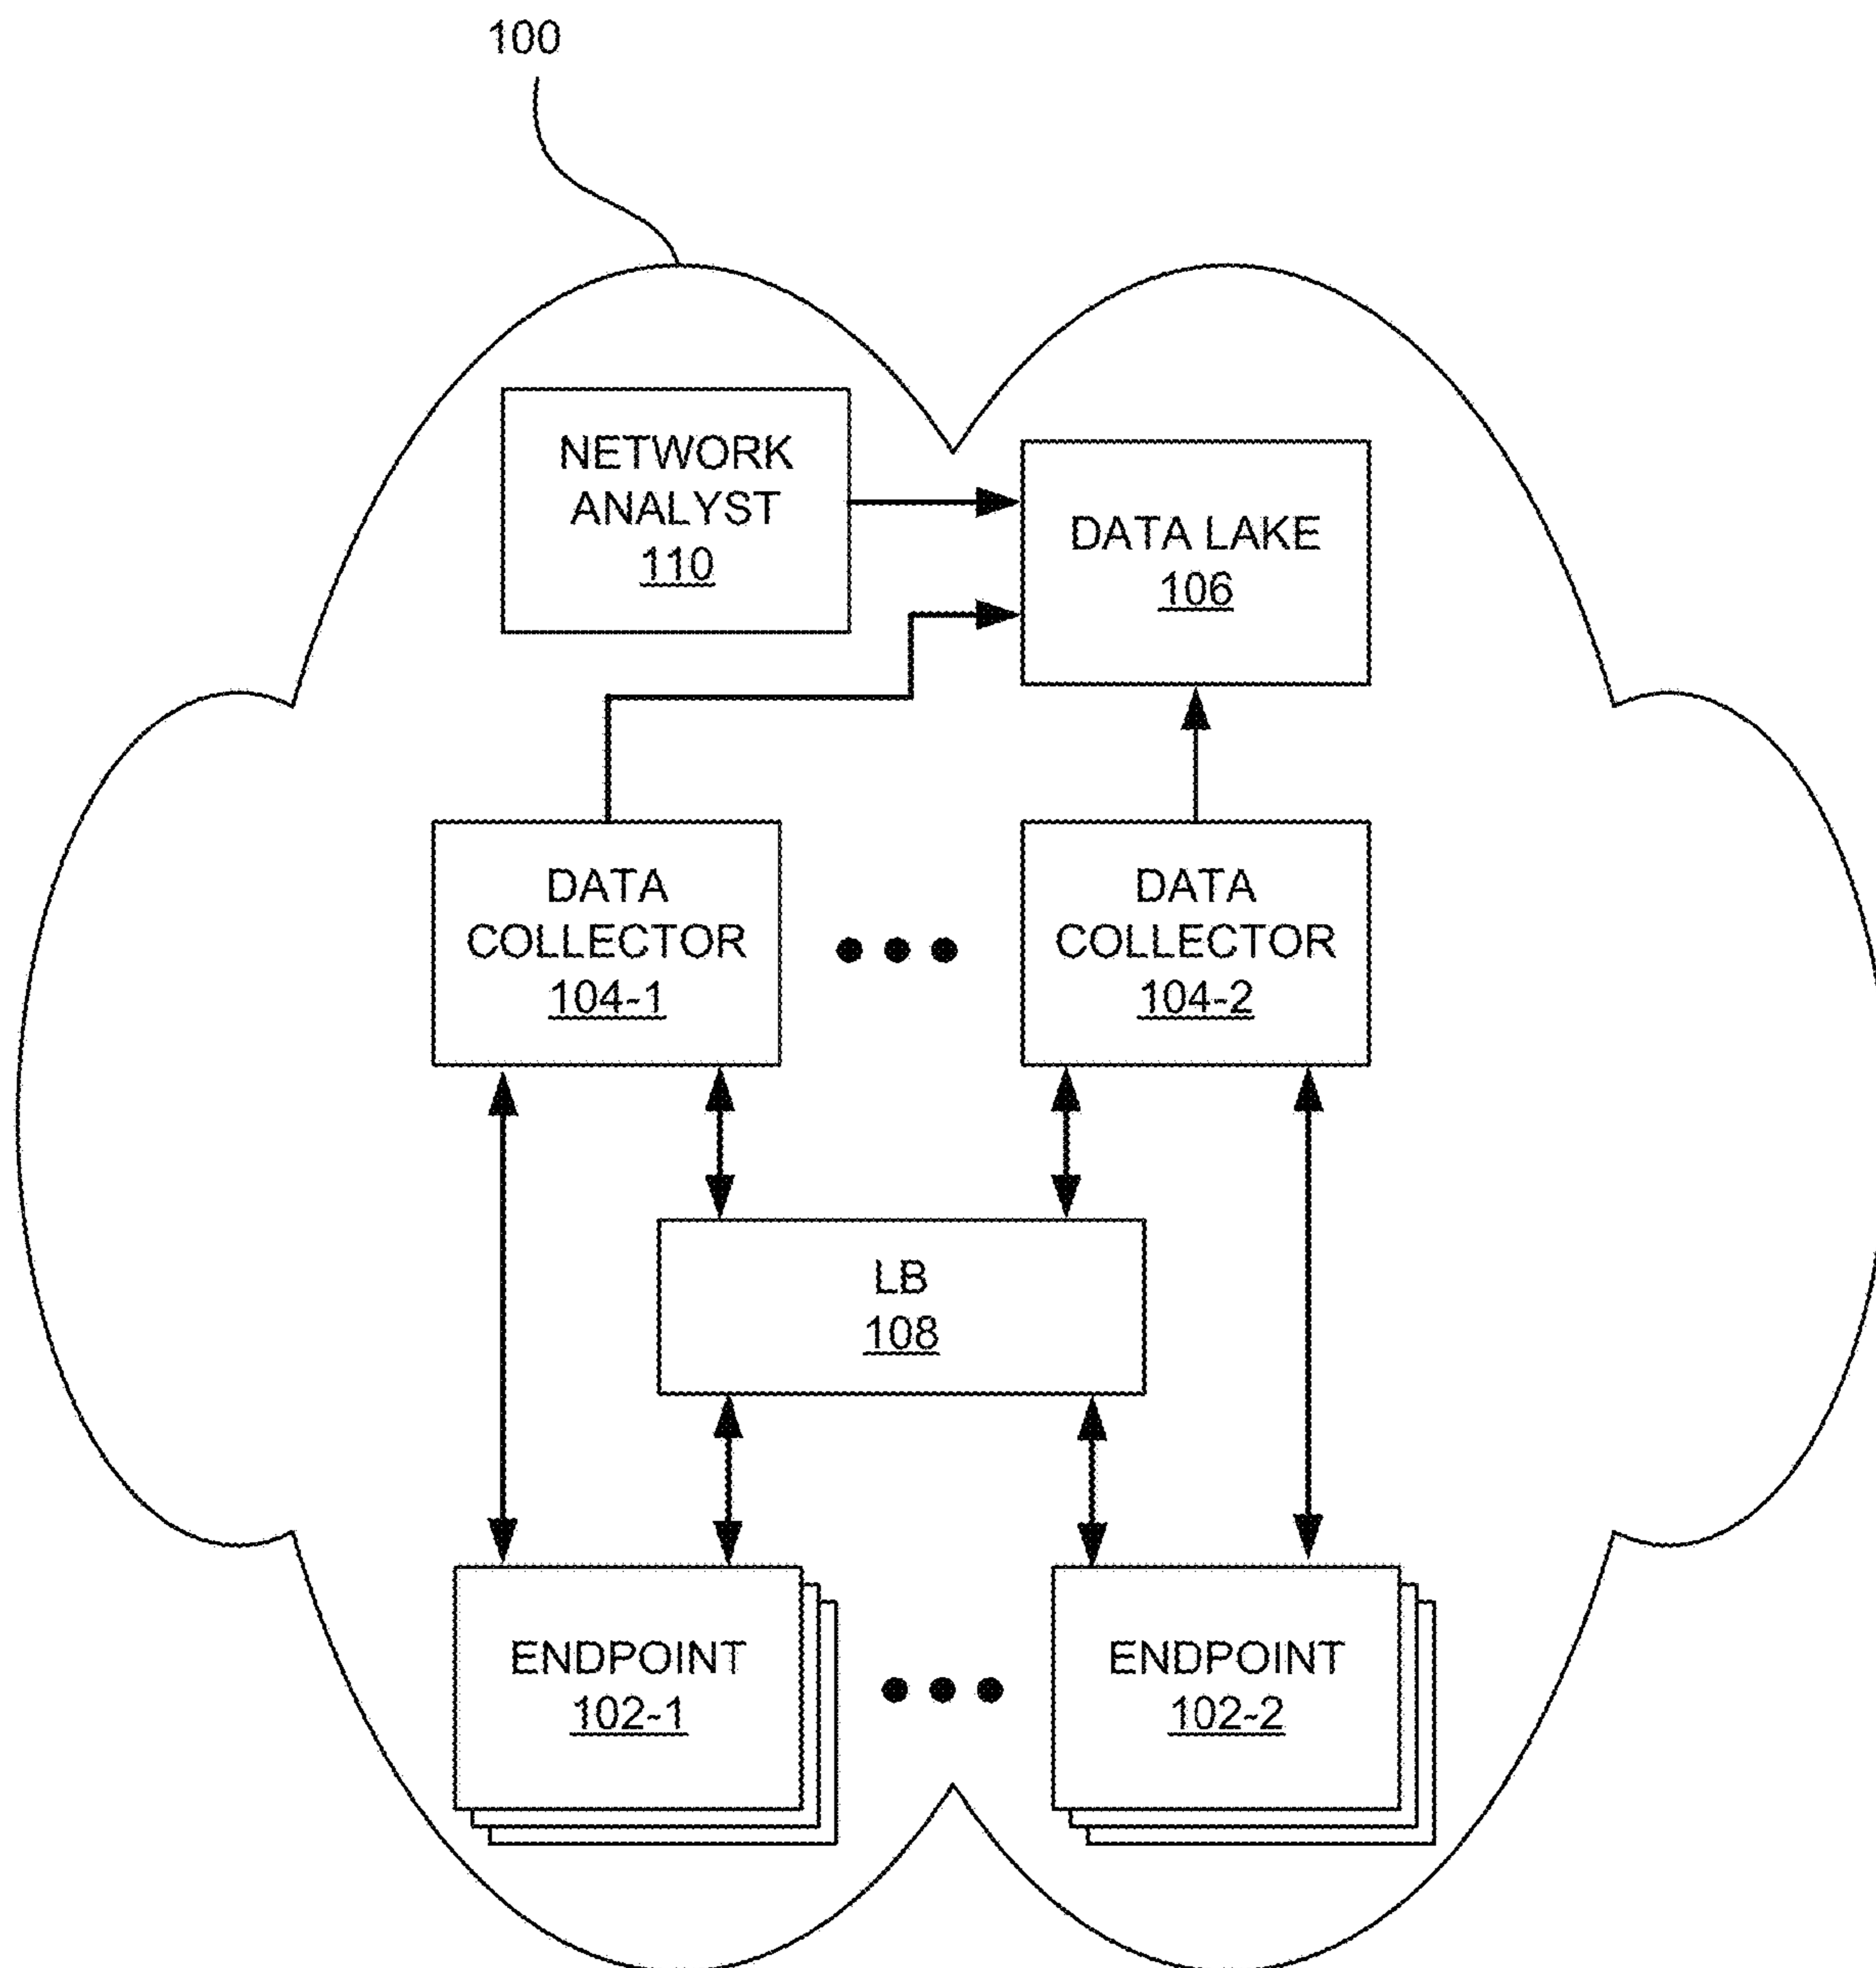 100
NETWORK
ANALYST
110
DATA LAKE
106
DATA
COLLECTOR
104-1
DATA
COLLECTOR
104-2
LB
108
ENDPOINT
102-1
ENDPOINT
102-2